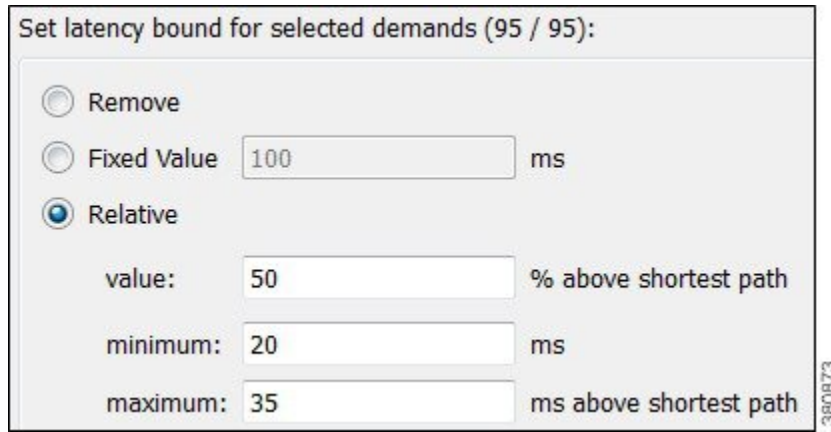 Set latency bound for selected demands (95 / 95):
Remove
Fixed Value 100 ms
Relative
value: 50 % above shortest path
minimum: 20 ms
maximum: 35 ms above shortest path
380873